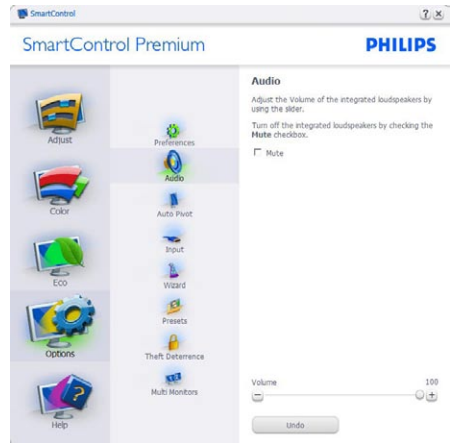 SmartControl
SmartControl Premium
PHILIPS
Adjust
Color
Eco
Options
Help
Preferences
Audio
Auto Pivot
Input
Wizard
Presets
Theft Deterrence
Multi Monitors
Audio
Adjust the Volume of the integrated loudspeakers by
using the slider.
Turn off the integrated loudspeakers by checking the
Mute checkbox.
Mute
Volume 100
Undo